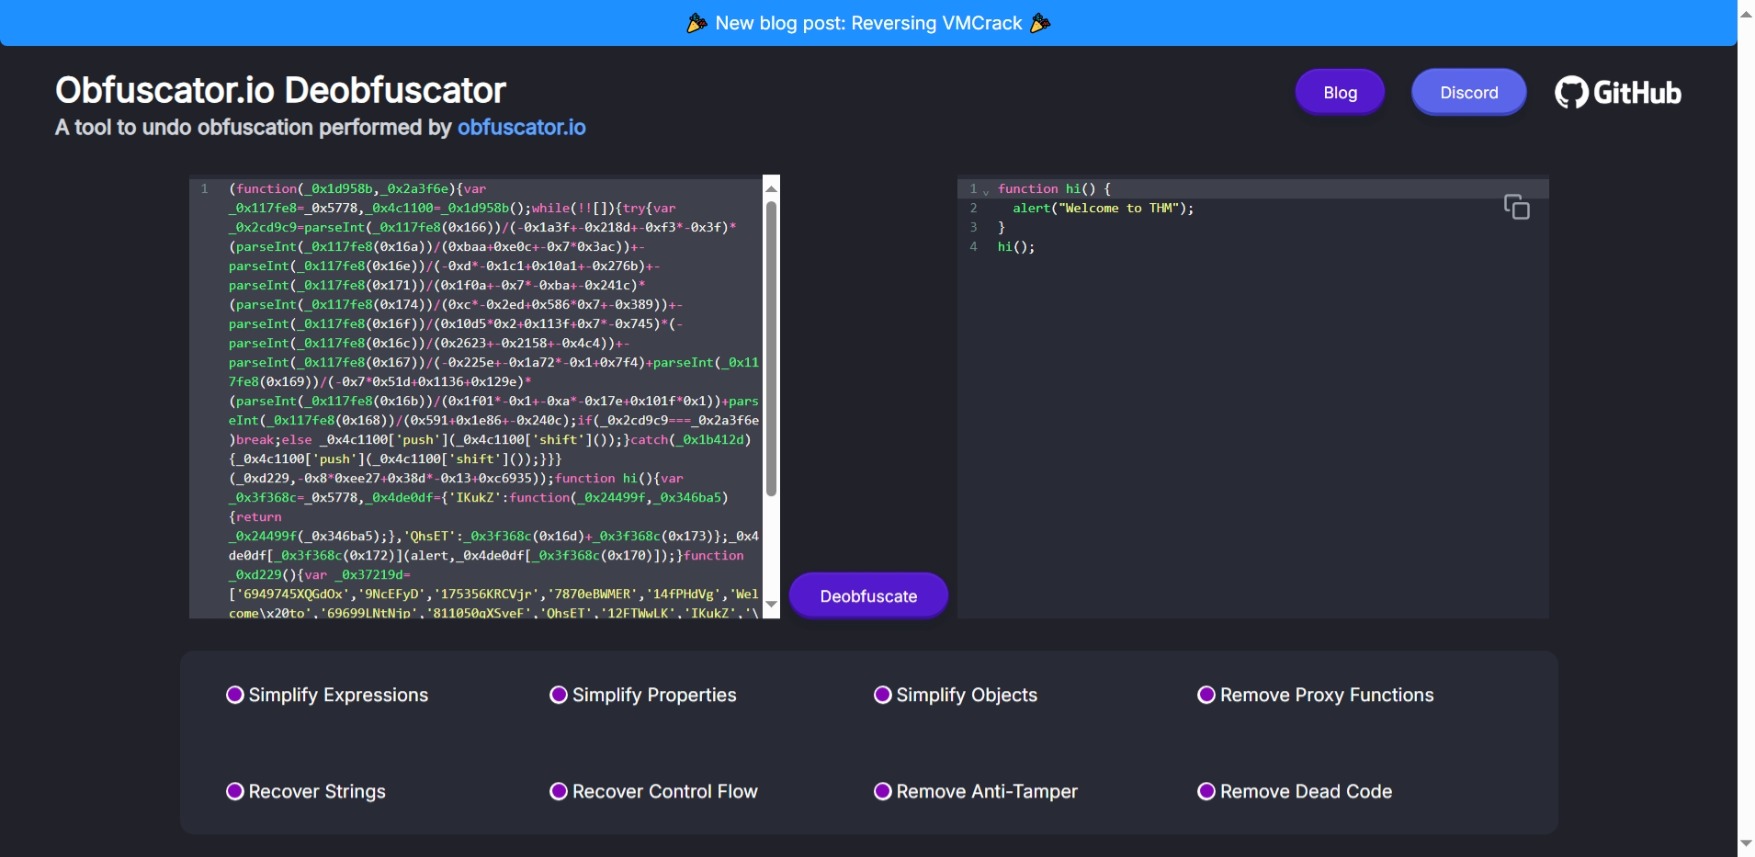 New blog post: Reversing VMCrack
Obfuscator.io Deobfuscator
A tool to undo obfuscation performed by obfuscator.io
Blog
Discord
GitHub
1 (function(_0x1d958b,_0x2a3f6e){var
_0x117fe8=_0x5778,_0x4c1100=_0x1d958b();while(!![]){try{var
_0x2cd9c9=parseInt(_0x117fe8(0x166))/(-0x1a3f+-0x218d+-0xf3*-0x3f)*
(parseInt(_0x117fe8(0x16a))/(0xbaa+0xe0c+-0x7*0x3ac))+-
parseInt(_0x117fe8(0x16e))/(-0xd*-0x1c1+0x10a1+-0x276b)+-
parseInt(_0x117fe8(0x171))/(0x1f0a+-0x7*-0xba+-0x241c)*
(parseInt(_0x117fe8(0x174))/(0xc*-0x2ed+0x586*0x7+-0x389))+-
parseInt(_0x117fe8(0x16f))/(0x10d5*0x2+0x113f+0x7*-0x745)*(-
parseInt(_0x117fe8(0x16c))/(0x2623+-0x2158+-0x4c4))+-
parseInt(_0x117fe8(0x167))/(-0x225e+-0x1a72*-0x1+0x7f4)+parseInt(_0x11
7fe8(0x169))/(-0x7*0x51d+0x1136+0x129e)*
(parseInt(_0x117fe8(0x16b))/(0x1f01*-0x1+-0xa*-0x17e+0x101f*0x1))+pars
eInt(_0x117fe8(0x168))/(0x591+0x1e86+-0x240c);if(_0x2cd9c9===_0x2a3f6e
)break;else _0x4c1100['push'](_0x4c1100['shift']());}catch(_0x1b412d)
{_0x4c1100['push'](_0x4c1100['shift']());}}}
(_0xd229,-0x8*0xee27+0x38d*-0x13+0xc6935));function hi(){var
_0x3f368c=_0x5778,_0x4de0df={'IKukZ':function(_0x24499f,_0x346ba5)
{return
_0x24499f(_0x346ba5);},'QhsET':_0x3f368c(0x16d)+_0x3f368c(0x173)};_0x4
de0df[_0x3f368c(0x172)](alert,_0x4de0df[_0x3f368c(0x170)]);}function
_0xd229(){var _0x37219d=
['6949745XQGdOx','9NcEFyD','175356KRCVjr','7870eBWMER','14fPHdVg','Wel
come\x20to','69699LNtNjp','811050qXSveF','QhsET','12FTWwLK','IKukZ','\
1 function hi() {
2 alert("Welcome to THM");
3 }
4 hi();
Deobfuscate
Simplify Expressions
Simplify Properties
Simplify Objects
Remove Proxy Functions
Recover Strings
Recover Control Flow
Remove Anti-Tamper
Remove Dead Code